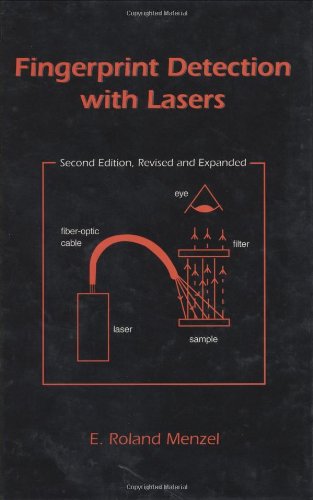 Fingerprint Detection
with Lasers
Second Edition, Revised and Expanded
eye
fiber-optic
cable
filter
laser
sample
E. Roland Menzel